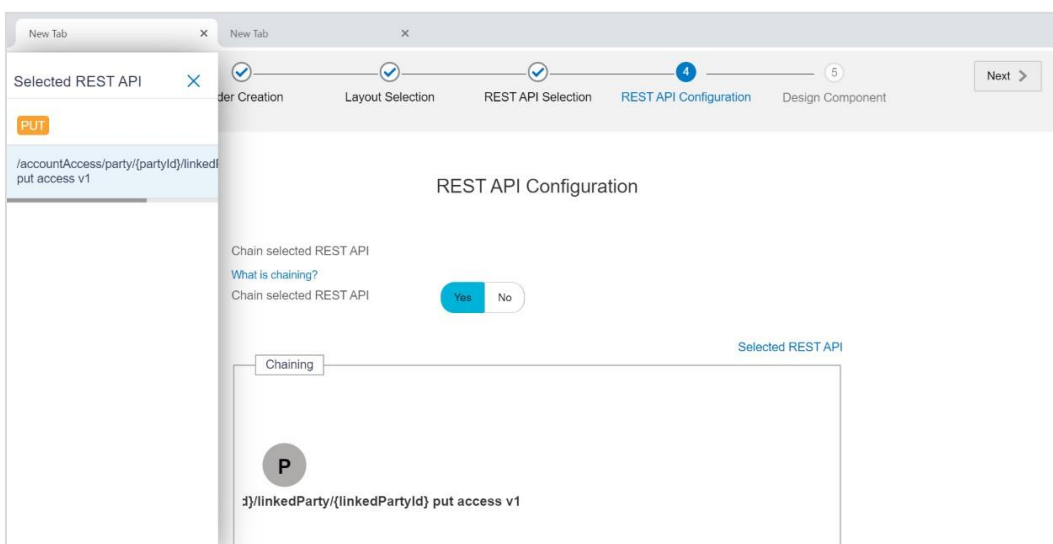 New Tab
New Tab
Selected REST API
PUT
/accountAccess/party/{partyId}/linkedP
put access v1
der Creation
Layout Selection
REST API Selection
4
REST API Configuration
5
Design Component
Next
REST API Configuration
Chain selected REST API
What is chaining?
Chain selected REST API
Yes No
Selected REST API
Chaining
P
d}/linkedParty/{linkedPartyId} put access v1